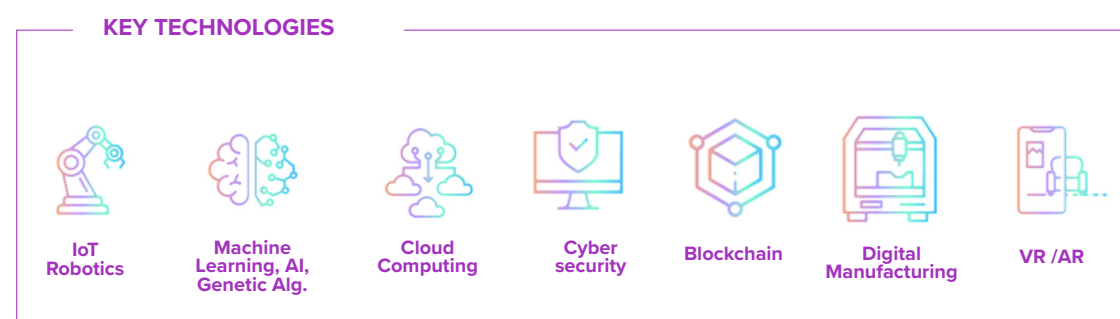 KEY TECHNOLOGIES
IoT
Robotics
Machine
Learning, AI,
Genetic Alg.
Cloud
Computing
Cyber
security
Blockchain
Digital
Manufacturing
VR /AR